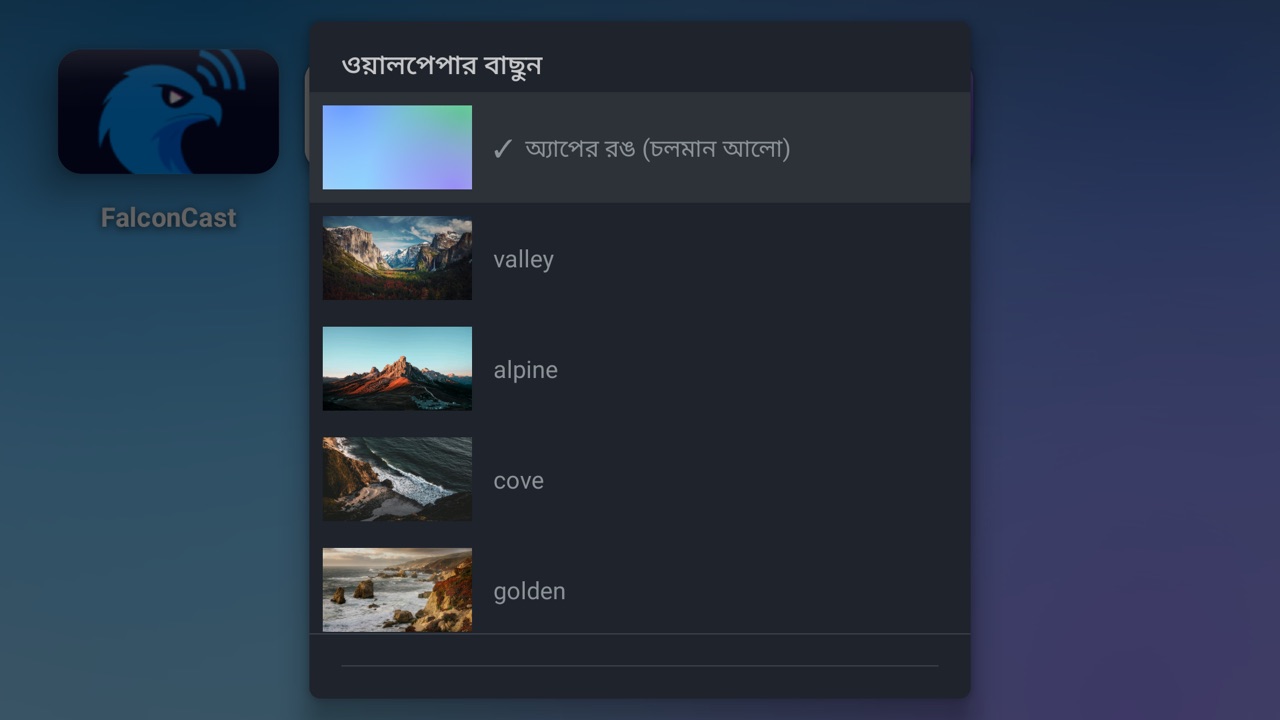 ওয়ালপেপার বাছুন
✓ অ্যাপের রঙ (চলমান আলো)
FalconCast
valley
alpine
cove
golden